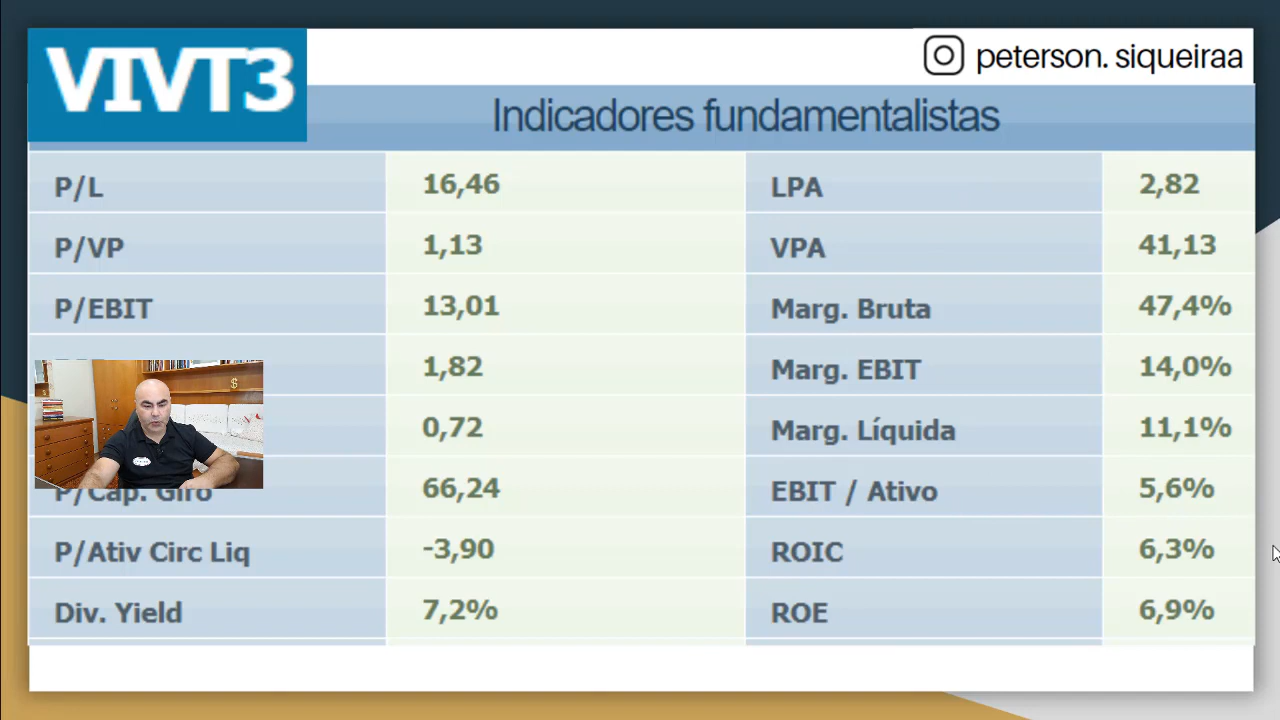 VIVT3
peterson. siqueiraa
Indicadores fundamentalistas
P/L 16,46 LPA 2,82
P/VP 1,13 VPA 41,13
P/EBIT 13,01 Marg. Bruta 47,4%
1,82 Marg. EBIT 14,0%
0,72 Marg. Líquida 11,1%
P/Cap. Giro 66,24 EBIT / Ativo 5,6%
P/Ativ Circ Liq -3,90 ROIC 6,3%
Div. Yield 7,2% ROE 6,9%